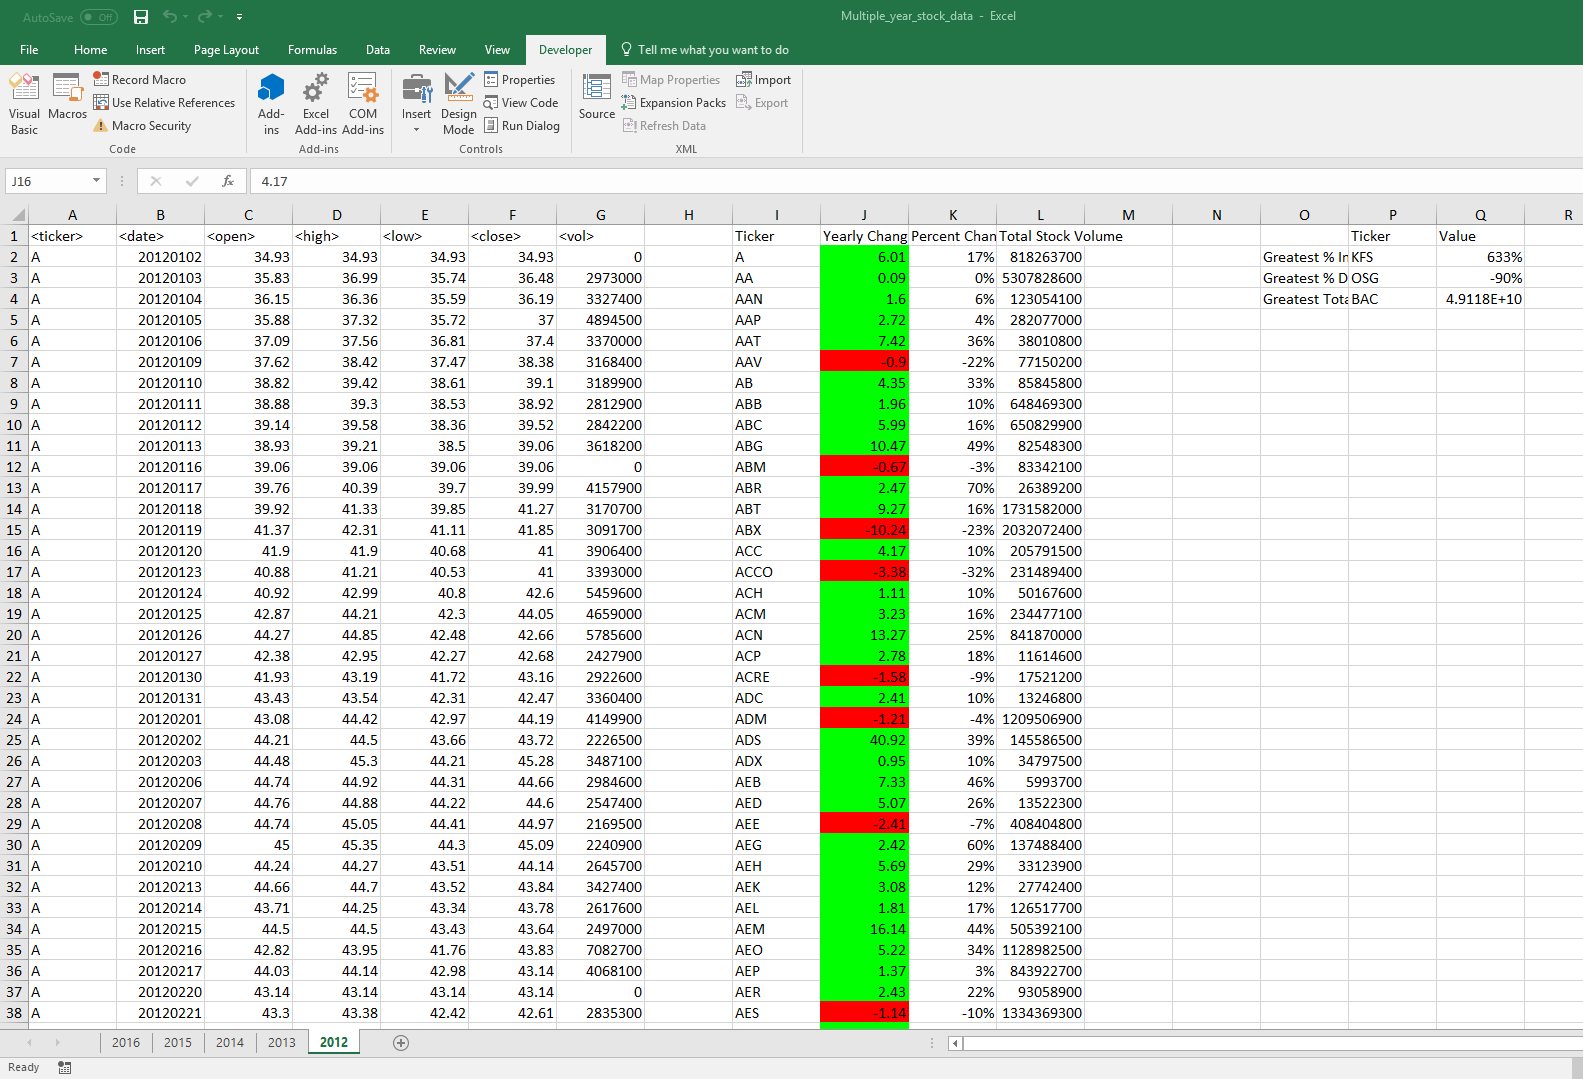 AutoSave Off
Multiple_year_stock_data - Excel
File Home Insert Page Layout Formulas Data Review View Developer Tell me what you want to do
Visual Basic
Macros
Record Macro
Use Relative References
Macro Security
Code
Add-ins
Excel Add-ins
COM Add-ins
Add-ins
Insert
Design Mode
Properties
View Code
Run Dialog
Controls
Source
Map Properties
Expansion Packs
Refresh Data
Import
Export
XML
J16 fx 4.17
A B C D E F G H I J K L M N O P Q R
1 <ticker> <date> <open> <high> <low> <close> <vol> Ticker Yearly Chang Percent Chan Total Stock Volume Ticker Value
2 A 20120102 34.93 34.93 34.93 34.93 0 A 6.01 17% 818263700 Greatest % In KFS 633%
3 A 20120103 35.83 36.99 35.74 36.48 2973000 AA 0.09 0% 5307828600 Greatest % D OSG -90%
4 A 20120104 36.15 36.36 35.59 36.19 3327400 AAN 1.6 6% 123054100 Greatest Tota BAC 4.9118E+10
5 A 20120105 35.88 37.32 35.72 37 4894500 AAP 2.72 4% 282077000
6 A 20120106 37.09 37.56 36.81 37.4 3370000 AAT 7.42 36% 38010800
7 A 20120109 37.62 38.42 37.47 38.38 3168400 AAV -0.9 -22% 77150200
8 A 20120110 38.82 39.42 38.61 39.1 3189900 AB 4.35 33% 85845800
9 A 20120111 38.88 39.3 38.53 38.92 2812900 ABB 1.96 10% 648469300
10 A 20120112 39.14 39.58 38.36 39.52 2842200 ABC 5.99 16% 650829900
11 A 20120113 38.93 39.21 38.5 39.06 3618200 ABG 10.47 49% 82548300
12 A 20120116 39.06 39.06 39.06 39.06 0 ABM -0.67 -3% 83342100
13 A 20120117 39.76 40.39 39.7 39.99 4157900 ABR 2.47 70% 26389200
14 A 20120118 39.92 41.33 39.85 41.27 3170700 ABT 9.27 16% 1731582000
15 A 20120119 41.37 42.31 41.11 41.85 3091700 ABX -10.24 -23% 2032072400
16 A 20120120 41.9 41.9 40.68 41 3906400 ACC 4.17 10% 205791500
17 A 20120123 40.88 41.21 40.53 41 3393000 ACCO -3.38 -32% 231489400
18 A 20120124 40.92 42.99 40.8 42.6 5459600 ACH 1.11 10% 50167600
19 A 20120125 42.87 44.21 42.3 44.05 4659000 ACM 3.23 16% 234477100
20 A 20120126 44.27 44.85 42.48 42.66 5785600 ACN 13.27 25% 841870000
21 A 20120127 42.38 42.95 42.27 42.68 2427900 ACP 2.78 18% 11614600
22 A 20120130 41.93 43.19 41.72 43.16 2922600 ACRE -1.58 -9% 17521200
23 A 20120131 43.43 43.54 42.31 42.47 3360400 ADC 2.41 10% 13246800
24 A 20120201 43.08 44.42 42.97 44.19 4149900 ADM -1.21 -4% 1209506900
25 A 20120202 44.21 44.5 43.66 43.72 2226500 ADS 40.92 39% 145586500
26 A 20120203 44.48 45.3 44.21 45.28 3487100 ADX 0.95 10% 34797500
27 A 20120206 44.74 44.92 44.31 44.66 2984600 AEB 7.33 46% 5993700
28 A 20120207 44.76 44.88 44.22 44.6 2547400 AED 5.07 26% 13522300
29 A 20120208 44.74 45.05 44.41 44.97 2169500 AEE -2.41 -7% 408404800
30 A 20120209 45 45.35 44.3 45.09 2240900 AEG 2.42 60% 137488400
31 A 20120210 44.24 44.27 43.51 44.14 2645700 AEH 5.69 29% 33123900
32 A 20120213 44.66 44.7 43.52 43.84 3427400 AEK 3.08 12% 27742400
33 A 20120214 43.71 44.25 43.34 43.78 2617600 AEL 1.81 17% 126517700
34 A 20120215 44.5 44.5 43.43 43.64 2497000 AEM 16.14 44% 505392100
35 A 20120216 42.82 43.95 41.76 43.83 7082700 AEO 5.22 34% 1128982500
36 A 20120217 44.03 44.14 42.98 43.14 4068100 AEP 1.37 3% 843922700
37 A 20120220 43.14 43.14 43.14 43.14 0 AER 2.43 22% 93058900
38 A 20120221 43.3 43.38 42.42 42.61 2835300 AES -1.14 -10% 1334369300
2016 2015 2014 2013 2012
Ready